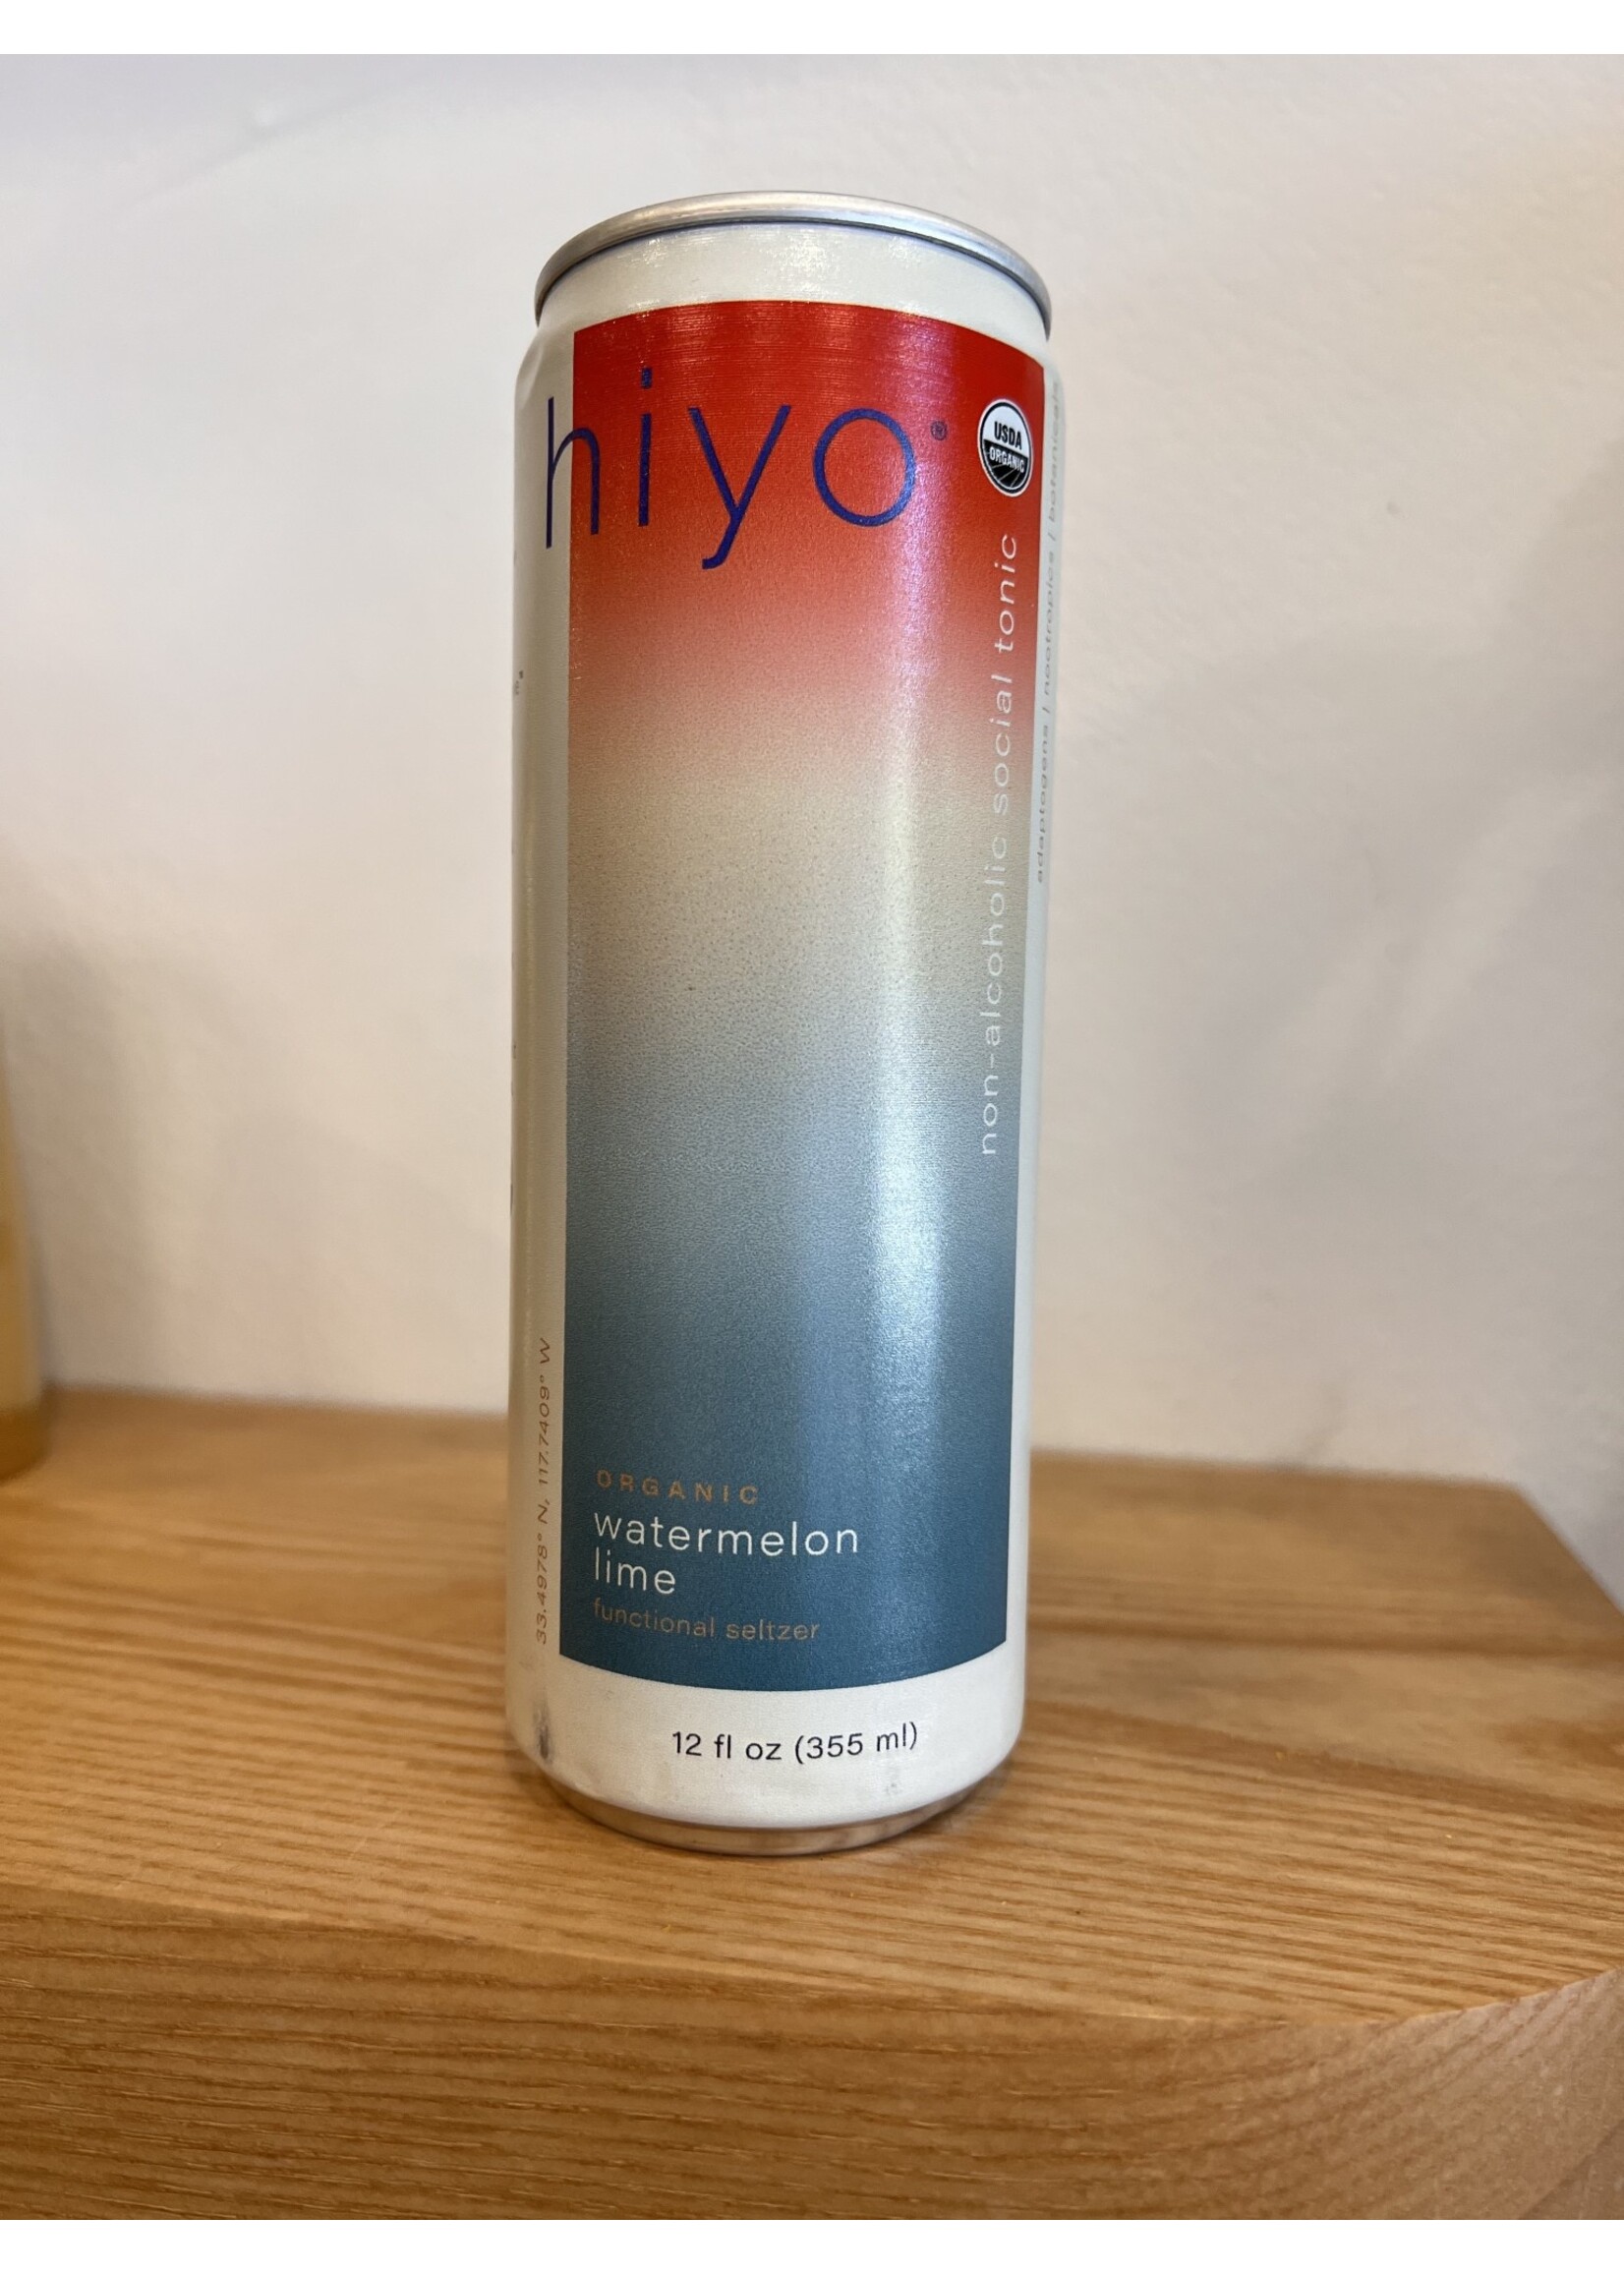 hiyo®
USDA
ORGANIC
non-alcoholic social tonic
adaptogens / nootropics / botanicals
33.4978° N, 117.7409° W
ORGANIC
watermelon
lime
functional seltzer
12 fl oz (355 ml)